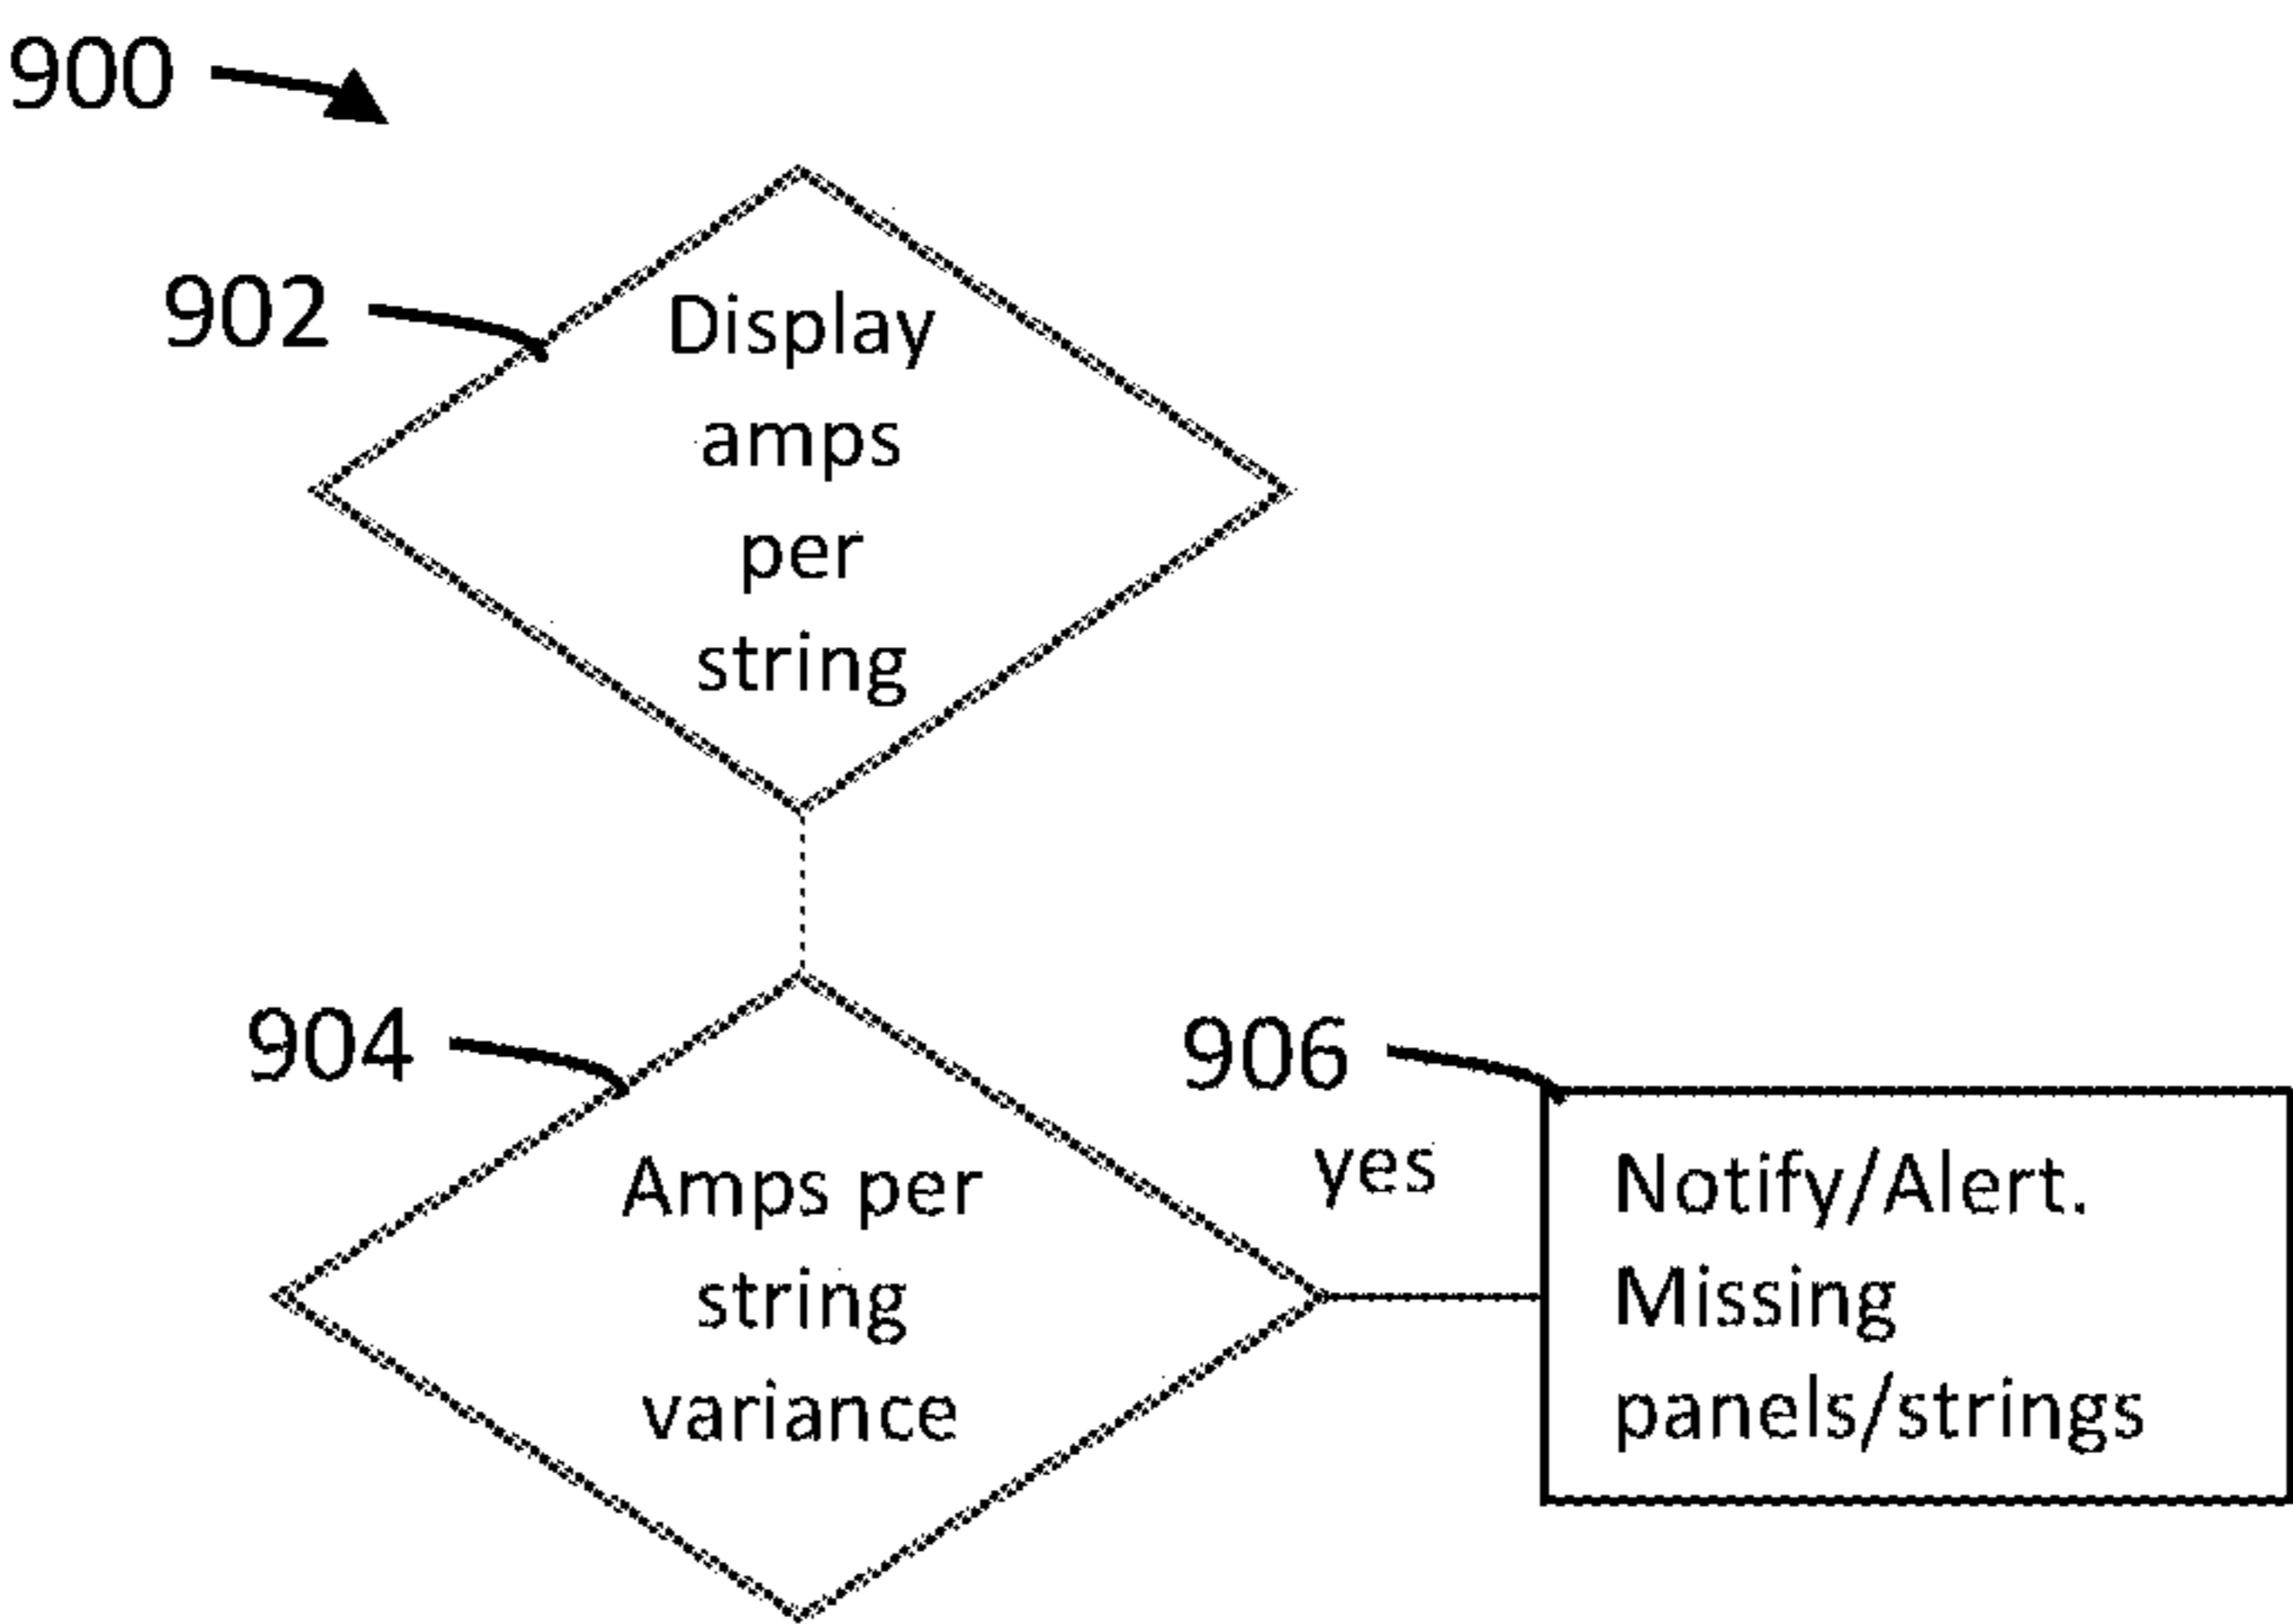 900
902
Display
amps
per
string
904
Amps per
string
variance
906
yes
Notify/Alert.
Missing
panels/strings